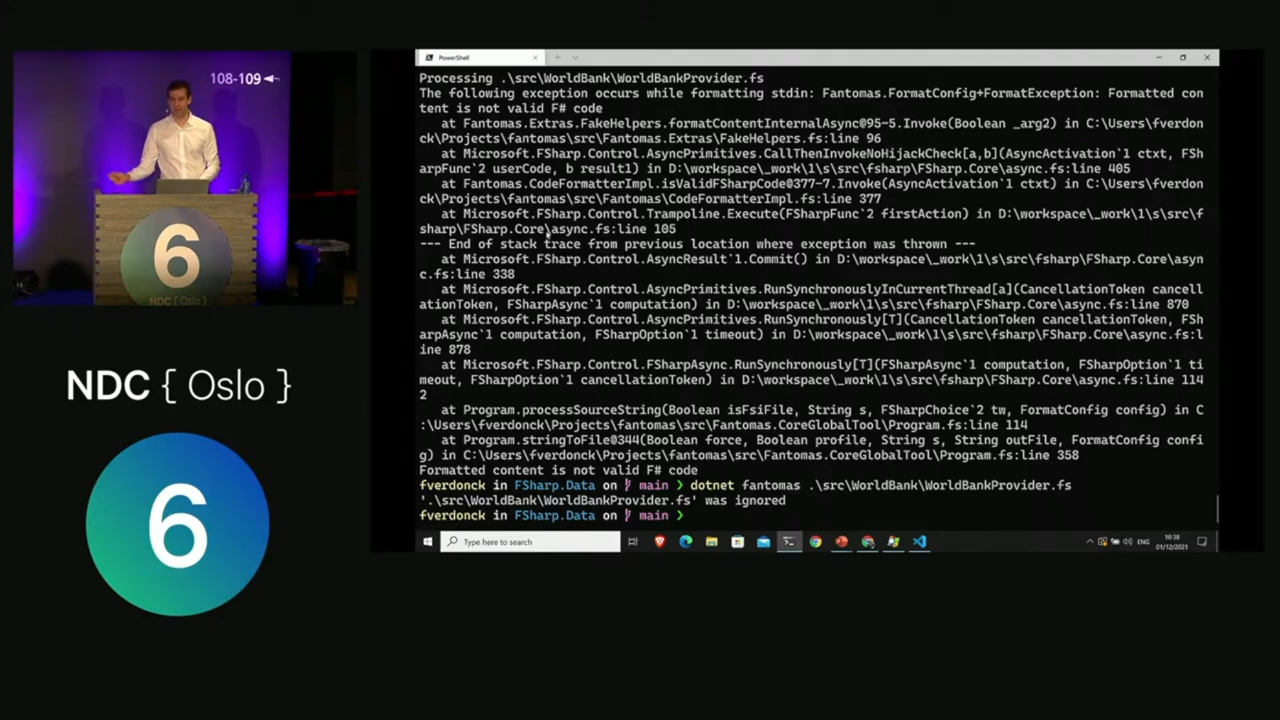 108-109
6
NDC { Oslo }
NDC { Oslo }
6
PowerShell
Processing .\src\WorldBank\WorldBankProvider.fs
The following exception occurs while formatting stdin: Fantomas.FormatConfig+FormatException: Formatted con
tent is not valid F# code
at Fantomas.Extras.FakeHelpers.formatContentInternalAsync@95-5.Invoke(Boolean _arg2) in C:\Users\fverdon
ck\Projects\fantomas\src\Fantomas.Extras\FakeHelpers.fs:line 96
at Microsoft.FSharp.Control.AsyncPrimitives.CallThenInvokeNoHijackCheck[a,b](AsyncActivation`1 ctxt, FSh
arpFunc`2 userCode, b result1) in D:\workspace\_work\1\s\src\fsharp\FSharp.Core\async.fs:line 405
at Fantomas.CodeFormatterImpl.isValidFSharpCode@377-7.Invoke(AsyncActivation`1 ctxt) in C:\Users\fverdon
ck\Projects\fantomas\src\Fantomas\CodeFormatterImpl.fs:line 377
at Microsoft.FSharp.Control.Trampoline.Execute(FSharpFunc`2 firstAction) in D:\workspace\_work\1\s\src\f
sharp\FSharp.Core\async.fs:line 105
--- End of stack trace from previous location where exception was thrown ---
at Microsoft.FSharp.Control.AsyncResult`1.Commit() in D:\workspace\_work\1\s\src\fsharp\FSharp.Core\asyn
c.fs:line 338
at Microsoft.FSharp.Control.AsyncPrimitives.RunSynchronouslyInCurrentThread[a](CancellationToken cancell
ationToken, FSharpAsync`1 computation) in D:\workspace\_work\1\s\src\fsharp\FSharp.Core\async.fs:line 870
at Microsoft.FSharp.Control.AsyncPrimitives.RunSynchronously[T](CancellationToken cancellationToken, FSh
arpAsync`1 computation, FSharpOption`1 timeout) in D:\workspace\_work\1\s\src\fsharp\FSharp.Core\async.fs:l
ine 878
at Microsoft.FSharp.Control.FSharpAsync.RunSynchronously[T](FSharpAsync`1 computation, FSharpOption`1 ti
meout, FSharpOption`1 cancellationToken) in D:\workspace\_work\1\s\src\fsharp\FSharp.Core\async.fs:line 114
2
at Program.processSourceString(Boolean isFsiFile, String s, FSharpChoice`2 tw, FormatConfig config) in C
:\Users\fverdonck\Projects\fantomas\src\Fantomas.CoreGlobalTool\Program.fs:line 114
at Program.stringToFile@344(Boolean force, Boolean profile, String s, String outFile, FormatConfig confi
g) in C:\Users\fverdonck\Projects\fantomas\src\Fantomas.CoreGlobalTool\Program.fs:line 358
Formatted content is not valid F# code
fverdonck in FSharp.Data on main ❯ dotnet fantomas .\src\WorldBank\WorldBankProvider.fs
'.\src\WorldBank\WorldBankProvider.fs' was ignored
fverdonck in FSharp.Data on main ❯
Type here to search
ENG
10:38
01/12/2021